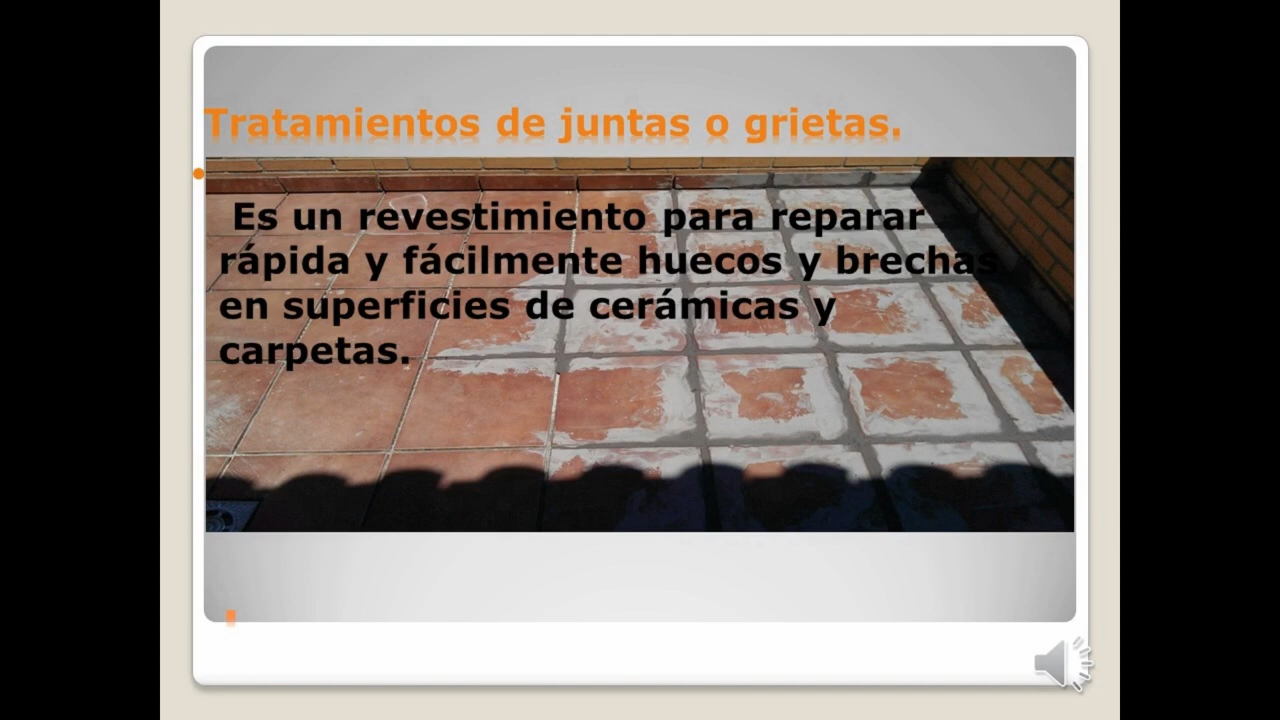 Tratamientos de juntas o grietas.
Es un revestimiento para reparar
rápida y fácilmente huecos y brechas
en superficies de cerámicas y
carpetas.